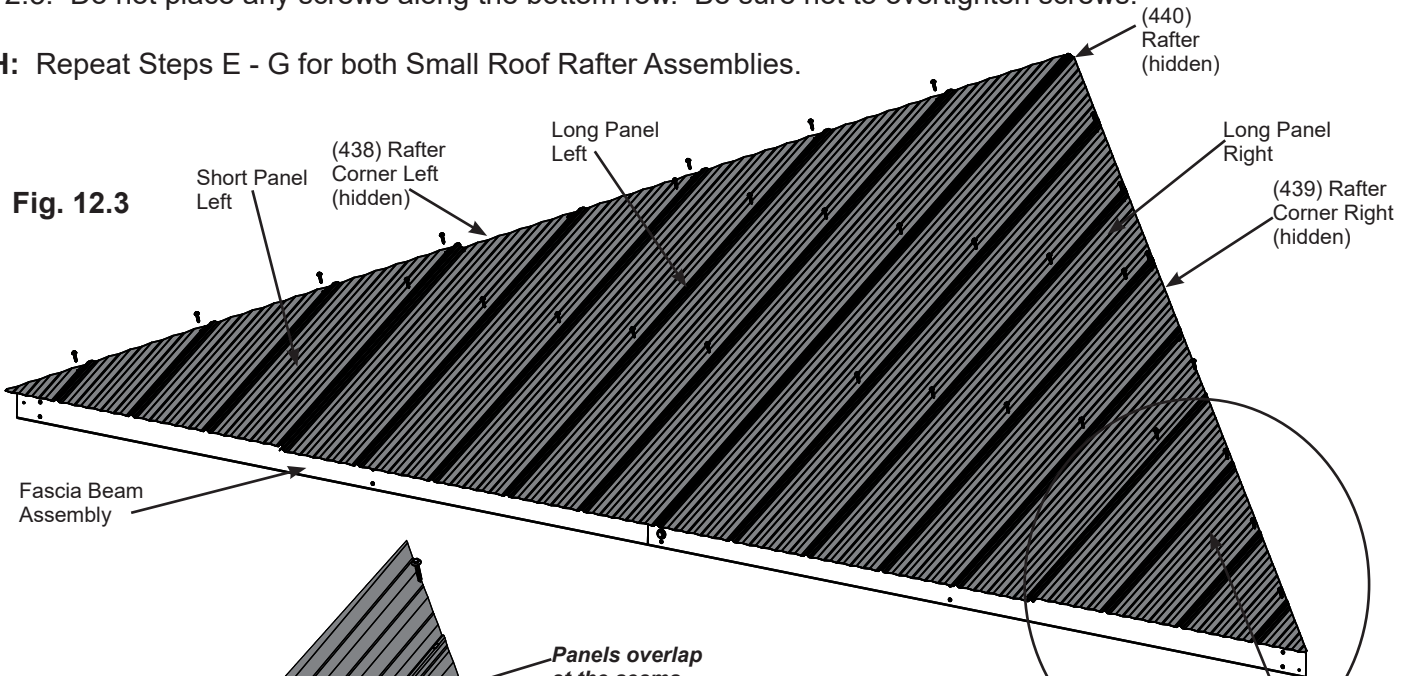 12.3. Do not place any screws along the bottom row. Be sure not to overtighten screws.
H: Repeat Steps E - G for both Small Roof Rafter Assemblies.
(440)
Rafter
(hidden)
Long Panel
Left
Long Panel
Right
(438) Rafter
Corner Left
(hidden)
Short Panel
Left
Fig. 12.3
(439) Rafter
Corner Right
(hidden)
Fascia Beam
Assembly
Panels overlap
at the seams